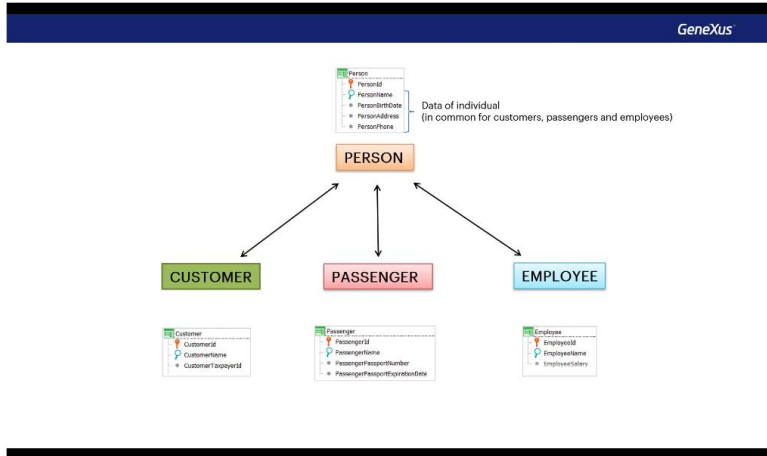 GeneXus
Person
PersonId
PersonName
PersonBirthDate
PersonAddress
PersonPhone
Data of individual
(in common for customers, passengers and employees)
PERSON
CUSTOMER
PASSENGER
EMPLOYEE
Customer
CustomerId
CustomerName
CustomerTaxpayerId
Passenger
PassengerId
PassengerName
PassengerPassportNumber
PassengerPassportExpirationDate
Employee
EmployeeId
EmployeeName
EmployeeSalary